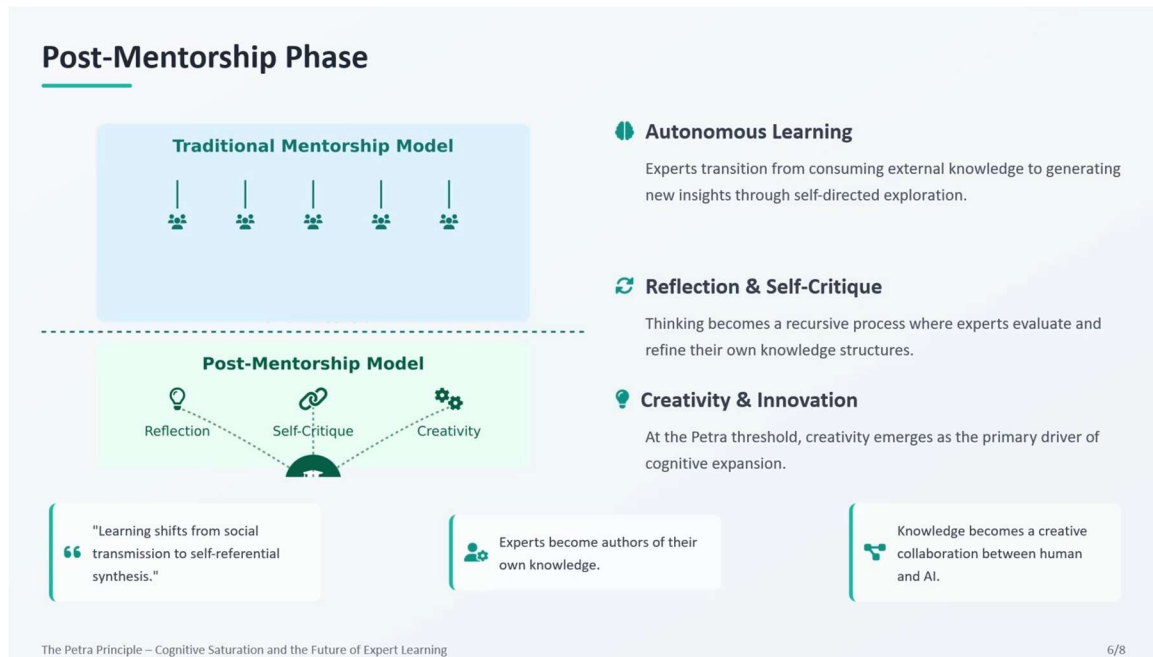 Post-Mentorship Phase
Traditional Mentorship Model
Post-Mentorship Model
Reflection
Self-Critique
Creativity
Autonomous Learning
Experts transition from consuming external knowledge to generating
new insights through self-directed exploration.
Reflection & Self-Critique
Thinking becomes a recursive process where experts evaluate and
refine their own knowledge structures.
Creativity & Innovation
At the Petra threshold, creativity emerges as the primary driver of
cognitive expansion.
"Learning shifts from social
transmission to self-referential
synthesis."
Experts become authors of their
own knowledge.
Knowledge becomes a creative
collaboration between human
and AI.
The Petra Principle – Cognitive Saturation and the Future of Expert Learning
6/8